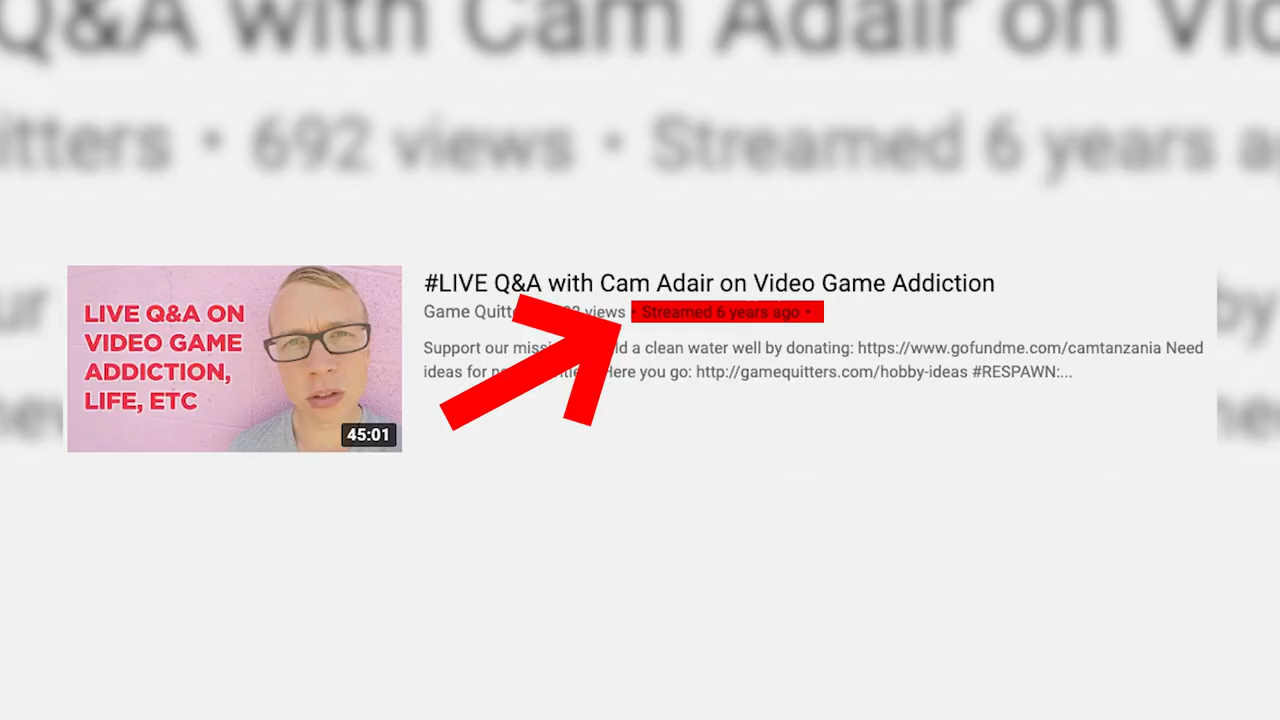 Q&A with Cam Adair on Vid
itters • 692 views • Streamed 6 years a
LIVE Q&A ON
VIDEO GAME
ADDICTION,
LIFE, ETC
45:01
#LIVE Q&A with Cam Adair on Video Game Addiction
Game Quitt views • Streamed 6 years ago •
Support our a clean water well by donating: https://www.gofundme.com/camtanzania Need
ideas for Here you go: http://gamequitters.com/hobby-ideas #RESPAWN:...